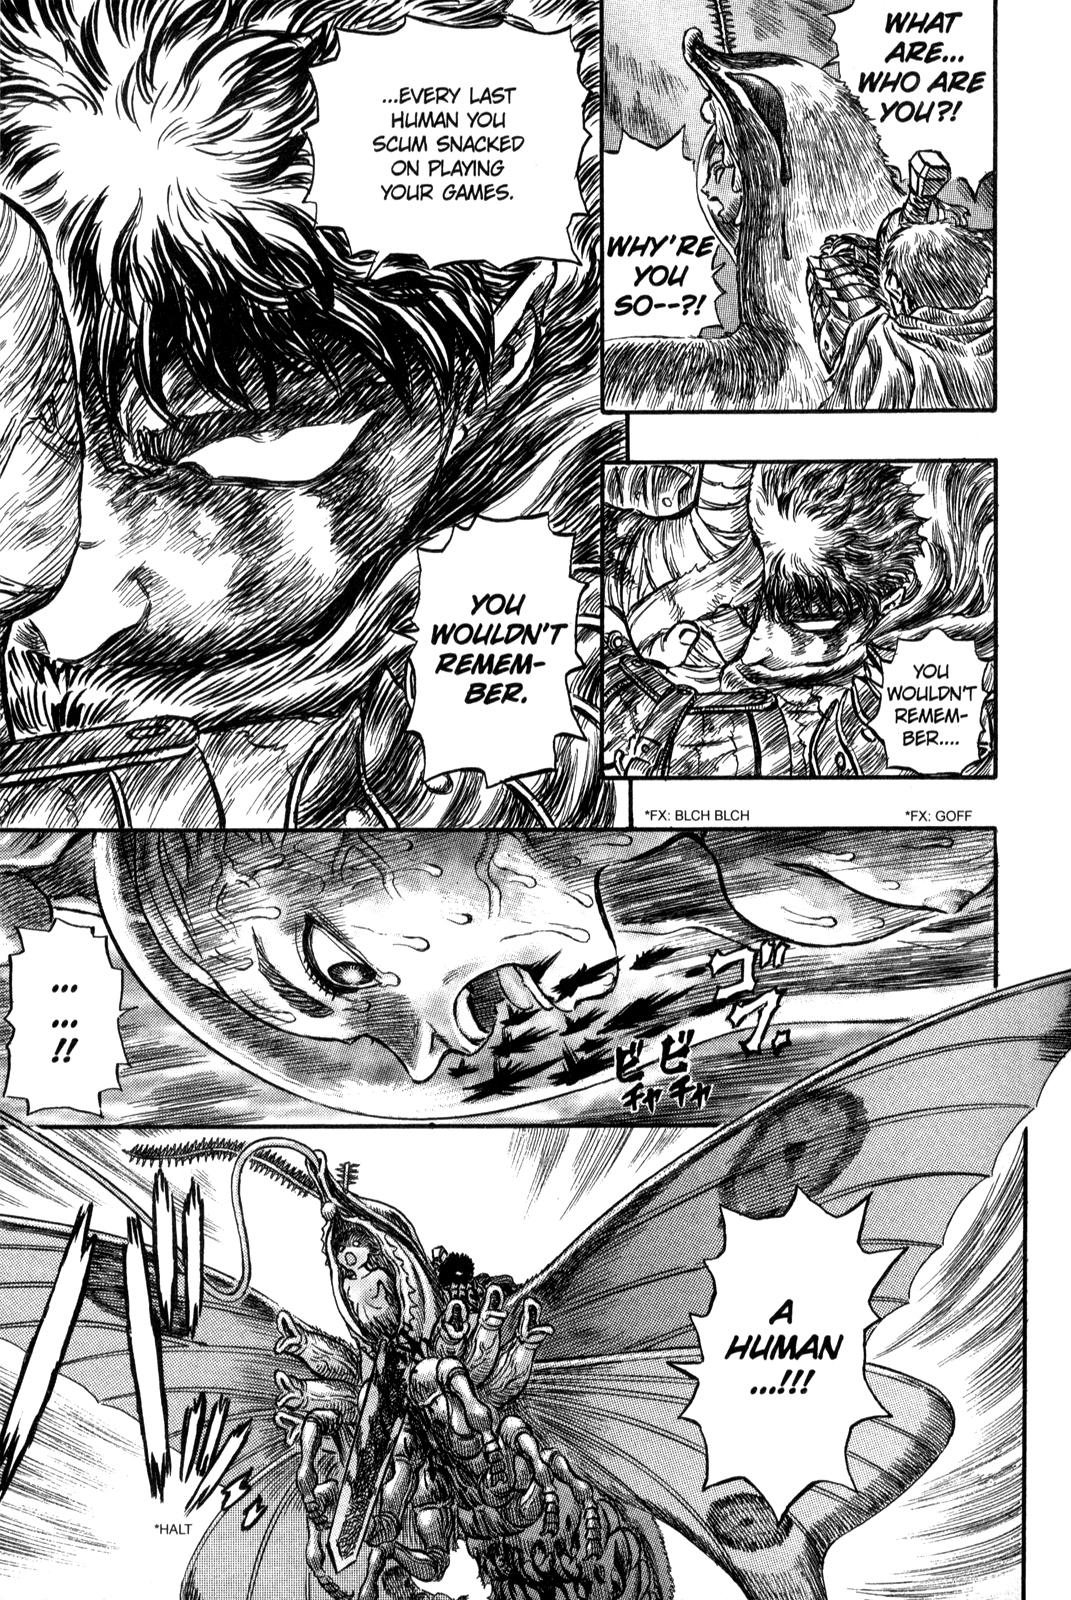 WHAT
ARE...
WHO ARE
YOU?!
WHY'RE
YOU
SO--?!
YOU
WOULDN'T
REMEM-
BER....
...EVERY LAST
HUMAN YOU
SCUM SNACKED
ON PLAYING
YOUR GAMES.
YOU
WOULDN'T
REMEM-
BER.
*FX: BLCH BLCH
*FX: GOFF
ゴフ.
ビチャ
ビチャ
...
...
!!
A
HUMAN
...!!!
*HALT